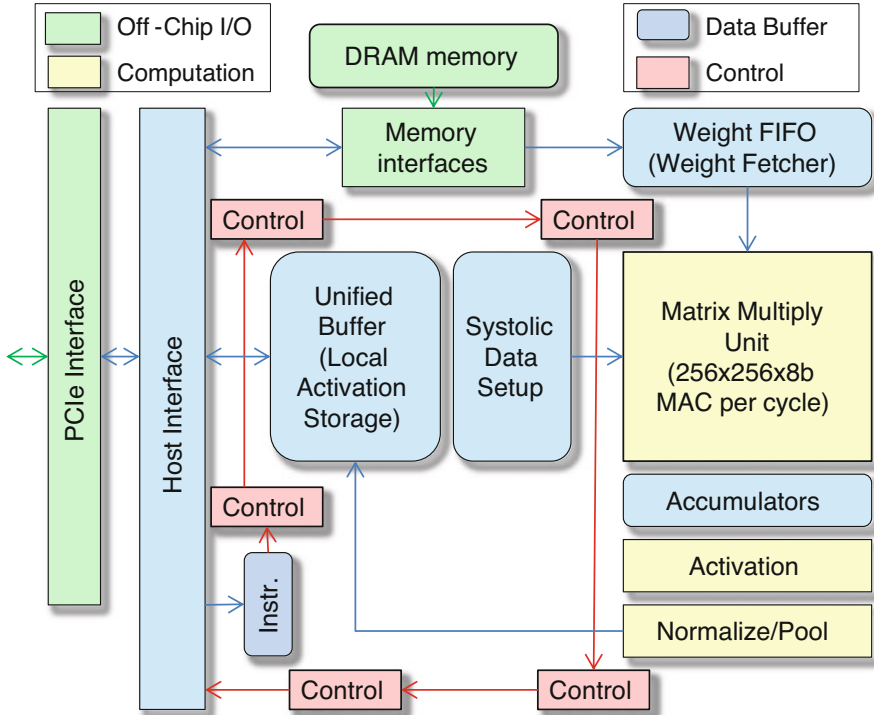 Off -Chip I/O
Computation
Data Buffer
Control
DRAM memory
Memory
interfaces
Weight FIFO
(Weight Fetcher)
Control
Control
PCIe Interface
Host Interface
Unified
Buffer
(Local
Activation
Storage)
Systolic
Data
Setup
Matrix Multiply
Unit
(256x256x8b
MAC per cycle)
Control
Accumulators
Instr.
Activation
Normalize/Pool
Control
Control